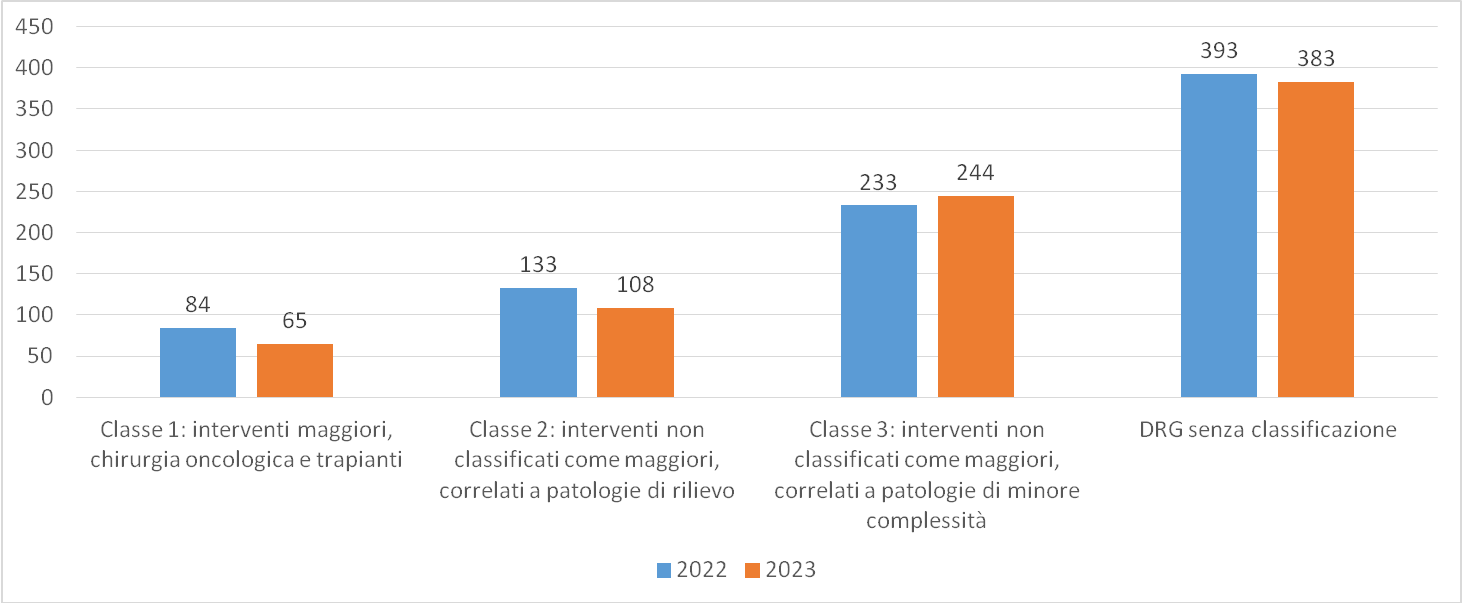 450
400
350
300
250
200
150
100
50
0
84
65
133
108
233
244
393
383
Classe 1: interventi maggiori,
chirurgia oncologica e trapianti
Classe 2: interventi non
classificati come maggiori,
correlati a patologie di rilievo
Classe 3: interventi non
classificati come maggiori,
correlati a patologie di minore
complessità
DRG senza classificazione
2022
2023